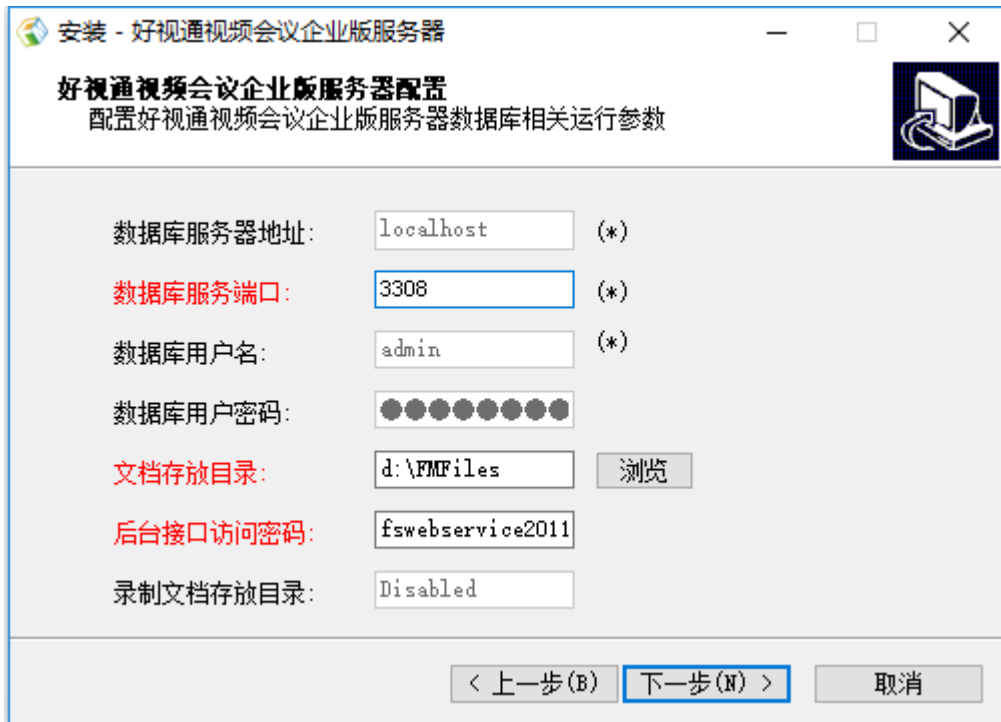 安装 - 好视通视频会议企业版服务器
好视通视频会议企业版服务器配置
配置好视通视频会议企业版服务器数据库相关运行参数
数据库服务器地址: localhost (*)
数据库服务端口: 3308 (*)
数据库用户名: admin (*)
数据库用户密码: ●●●●●●●●
文档存放目录: d:\FMFiles 浏览
后台接口访问密码: fswebservice2011
录制文档存放目录: Disabled
< 上一步(B) 下一步(N) > 取消